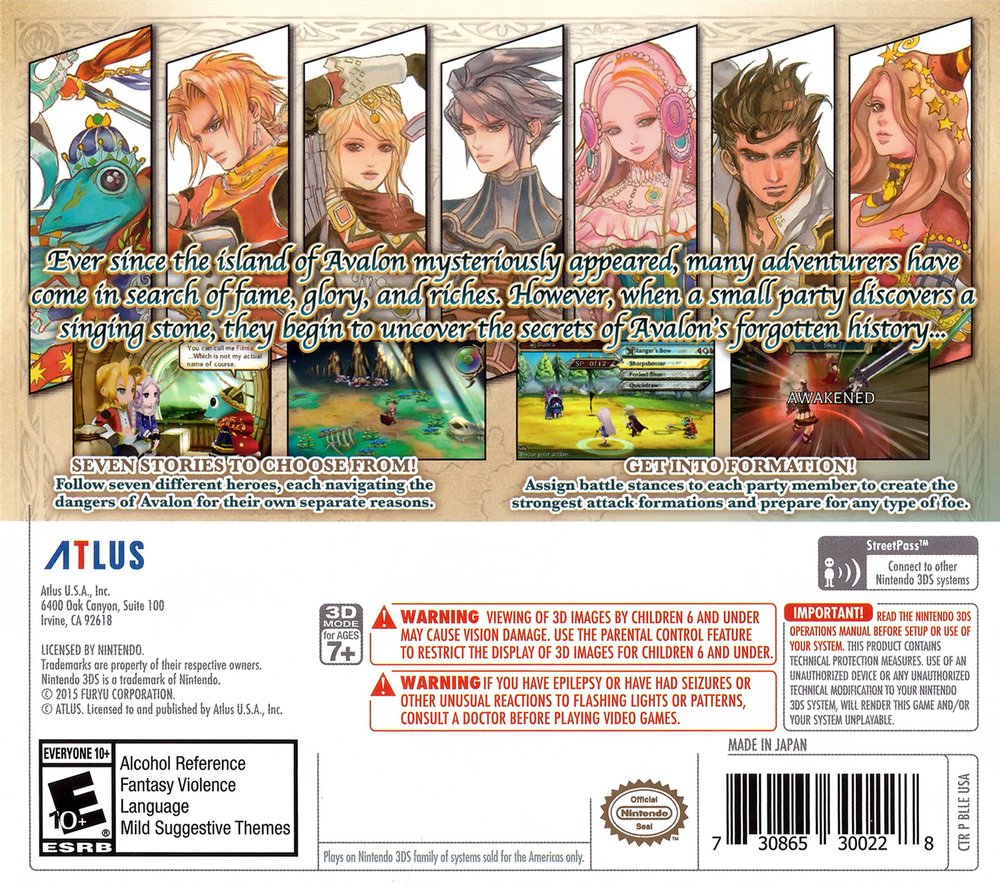 Ever since the island of Avalon mysteriously appeared, many adventurers have
come in search of fame, glory, and riches. However, when a small party discovers a
singing stone, they begin to uncover the secrets of Avalon's forgotten history...
You can call me Filmia.
...Which is not my actual
name of course.
Ranger's Bow
Sharpshooter
Forked Shot
Quickdraw
Choose your action.
AWAKENED
SEVEN STORIES TO CHOOSE FROM!
Follow seven different heroes, each navigating the
dangers of Avalon for their own separate reasons.
GET INTO FORMATION!
Assign battle stances to each party member to create the
strongest attack formations and prepare for any type of foe.
ATLUS
Atlus U.S.A., Inc.
6400 Oak Canyon, Suite 100
Irvine, CA 92618
LICENSED BY NINTENDO.
Trademarks are property of their respective owners.
Nintendo 3DS is a trademark of Nintendo.
© 2015 FURYU CORPORATION.
© ATLUS. Licensed to and published by Atlus U.S.A., Inc.
StreetPass™
Connect to other
Nintendo 3DS systems
3D
MODE
for AGES
7+
WARNING VIEWING OF 3D IMAGES BY CHILDREN 6 AND UNDER
MAY CAUSE VISION DAMAGE. USE THE PARENTAL CONTROL FEATURE
TO RESTRICT THE DISPLAY OF 3D IMAGES FOR CHILDREN 6 AND UNDER.
WARNING IF YOU HAVE EPILEPSY OR HAVE HAD SEIZURES OR
OTHER UNUSUAL REACTIONS TO FLASHING LIGHTS OR PATTERNS,
CONSULT A DOCTOR BEFORE PLAYING VIDEO GAMES.
IMPORTANT! READ THE NINTENDO 3DS
OPERATIONS MANUAL BEFORE SETUP OR USE OF
YOUR SYSTEM. THIS PRODUCT CONTAINS
TECHNICAL PROTECTION MEASURES. USE OF AN
UNAUTHORIZED DEVICE OR ANY UNAUTHORIZED
TECHNICAL MODIFICATION TO YOUR NINTENDO
3DS SYSTEM, WILL RENDER THIS GAME AND/OR
YOUR SYSTEM UNPLAYABLE.
MADE IN JAPAN
EVERYONE 10+
E
10+
®
ESRB
Alcohol Reference
Fantasy Violence
Language
Mild Suggestive Themes
Plays on Nintendo 3DS family of systems sold for the Americas only.
Official
Nintendo
Seal
™
7 30865 30022 8
CTR P BLLE USA